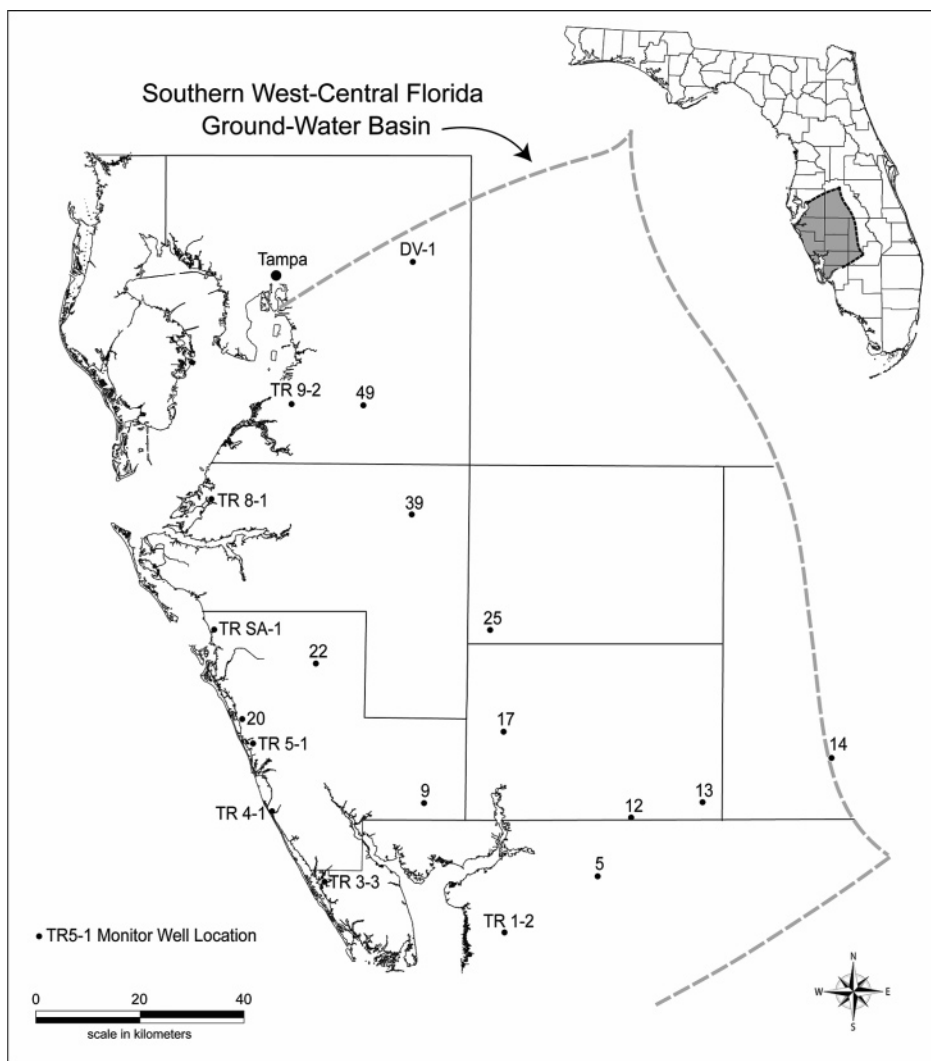 Southern West-Central Florida
Ground-Water Basin
DV-1
Tampa
TR 9-2
49
TR 8-1
39
TR SA-1
25
22
20
17
TR 5-1
14
9
13
TR 4-1
12
5
TR 3-3
TR 1-2
TR5-1 Monitor Well Location
0 20 40
scale in kilometers
N
W E
S